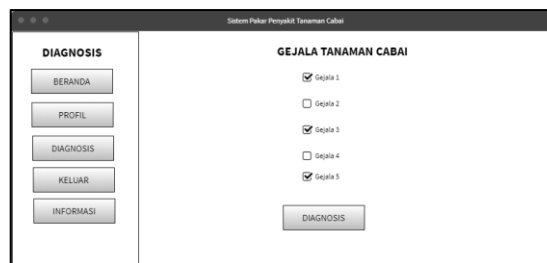 Sistem Pakar Penyakit Tanaman Cabai
DIAGNOSIS
BERANDA
PROFIL
DIAGNOSIS
KELUAR
INFORMASI
GEJALA TANAMAN CABAI
Gejala 1
Gejala 2
Gejala 3
Gejala 4
Gejala 5
DIAGNOSIS